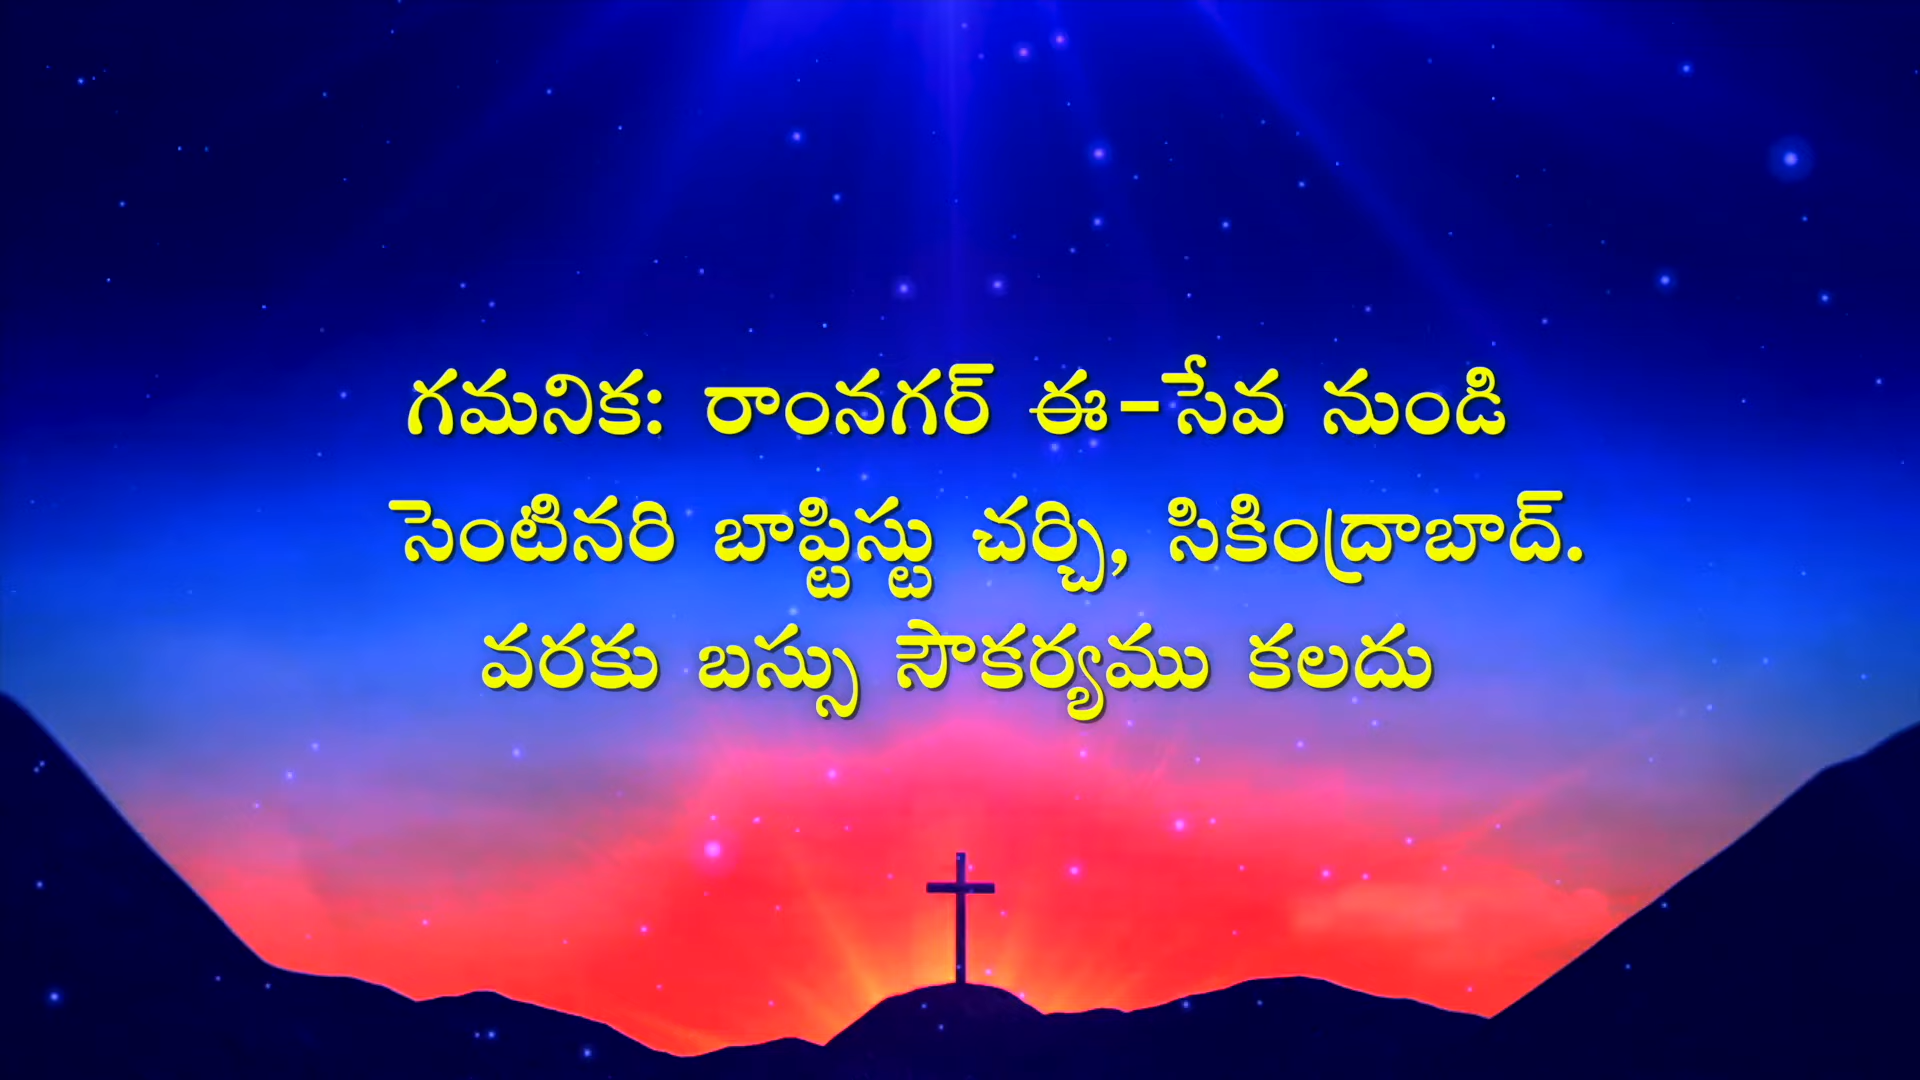 గమనిక: రాంనగర్ ఈ-సేవ నుండి
సెంటినరి బాప్టిస్టు చర్చి, సికింద్రాబాద్.
వరకు బస్సు సౌకర్యము కలదు